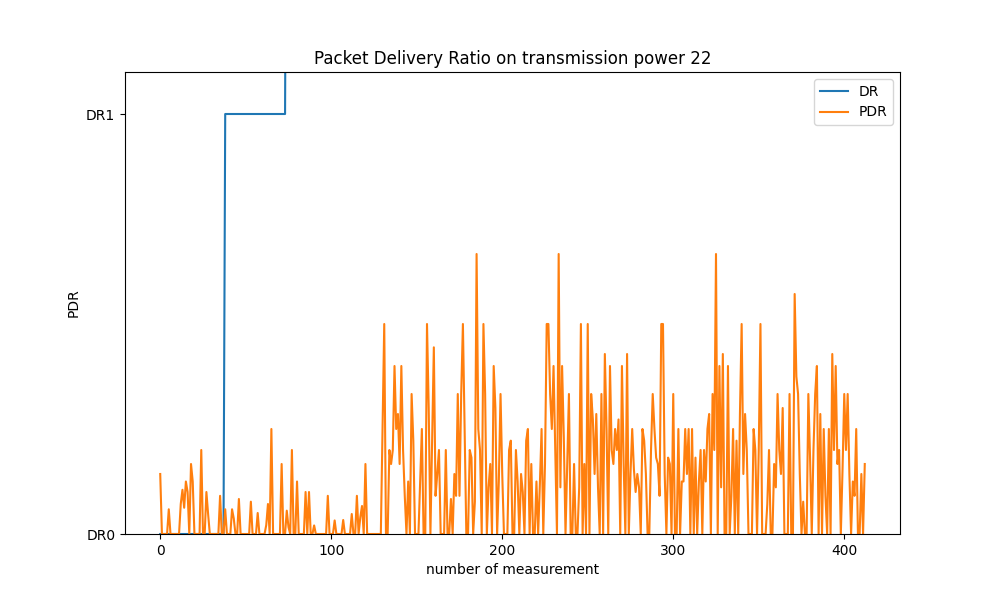 Packet Delivery Ratio on transmission power 22
DR
PDR
DR1
PDR
DR0
0
100
200
300
400
number of measurement